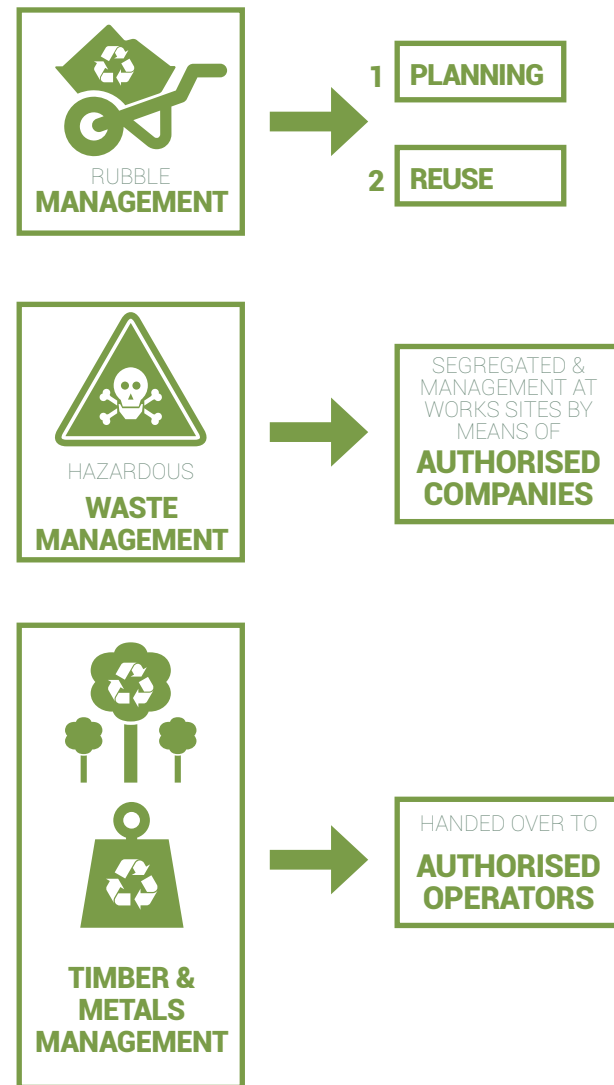 RUBBLE
MANAGEMENT
1 PLANNING
2 REUSE
HAZARDOUS
WASTE
MANAGEMENT
SEGREGATED &
MANAGEMENT AT
WORKS SITES BY
MEANS OF
AUTHORISED
COMPANIES
TIMBER &
METALS
MANAGEMENT
HANDED OVER TO
AUTHORISED
OPERATORS